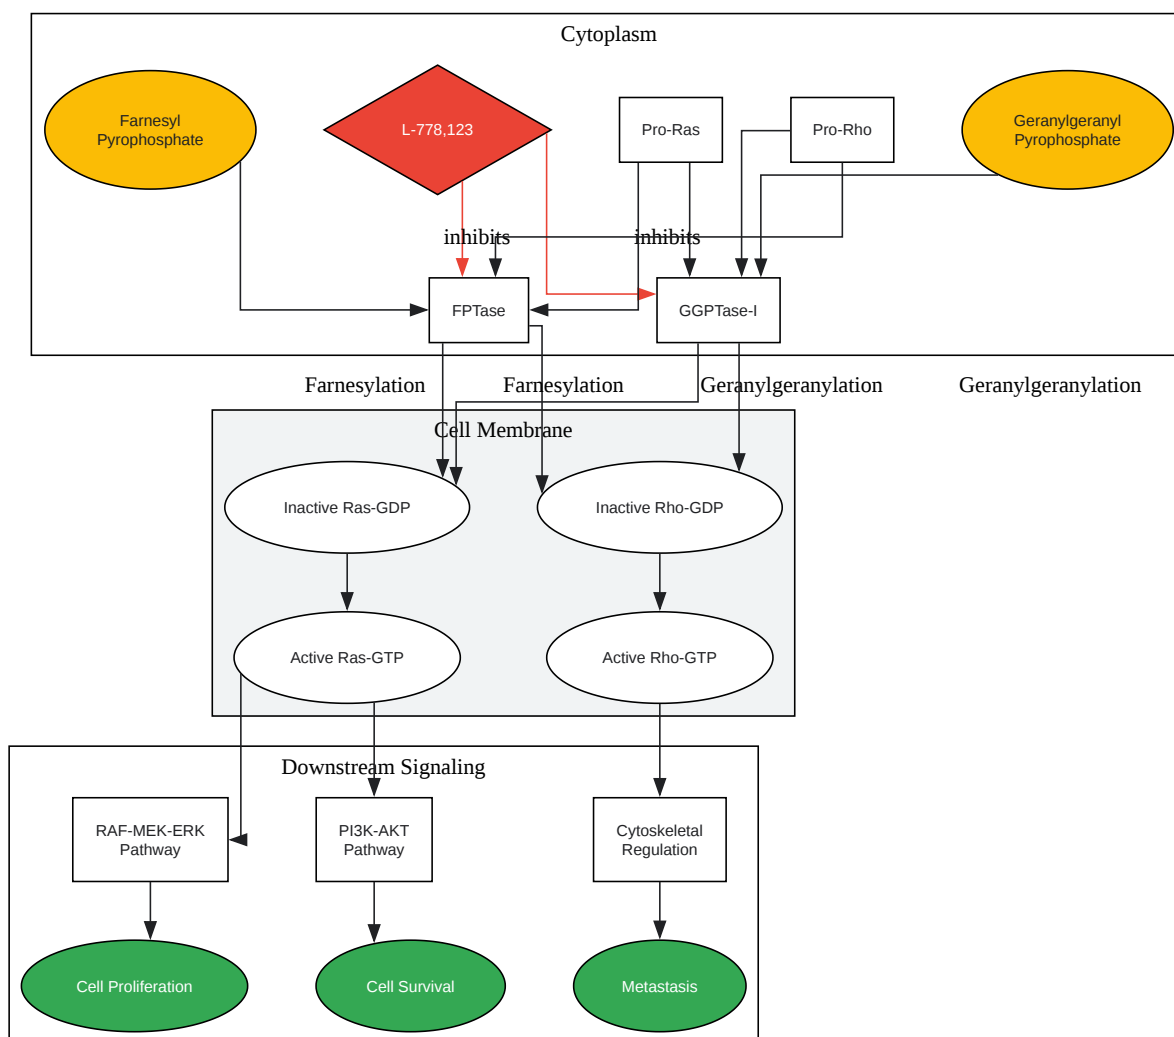 Cytoplasm
Farnesyl
Pyrophosphate
L-778,123
Pro-Ras
Pro-Rho
Geranylgeranyl
Pyrophosphate
inhibits
inhibits
FPTase
GGPTase-I
Farnesylation
Farnesylation
Geranylgeranylation
Geranylgeranylation
Cell Membrane
Inactive Ras-GDP
Inactive Rho-GDP
Active Ras-GTP
Active Rho-GTP
Downstream Signaling
RAF-MEK-ERK
Pathway
PI3K-AKT
Pathway
Cytoskeletal
Regulation
Cell Proliferation
Cell Survival
Metastasis